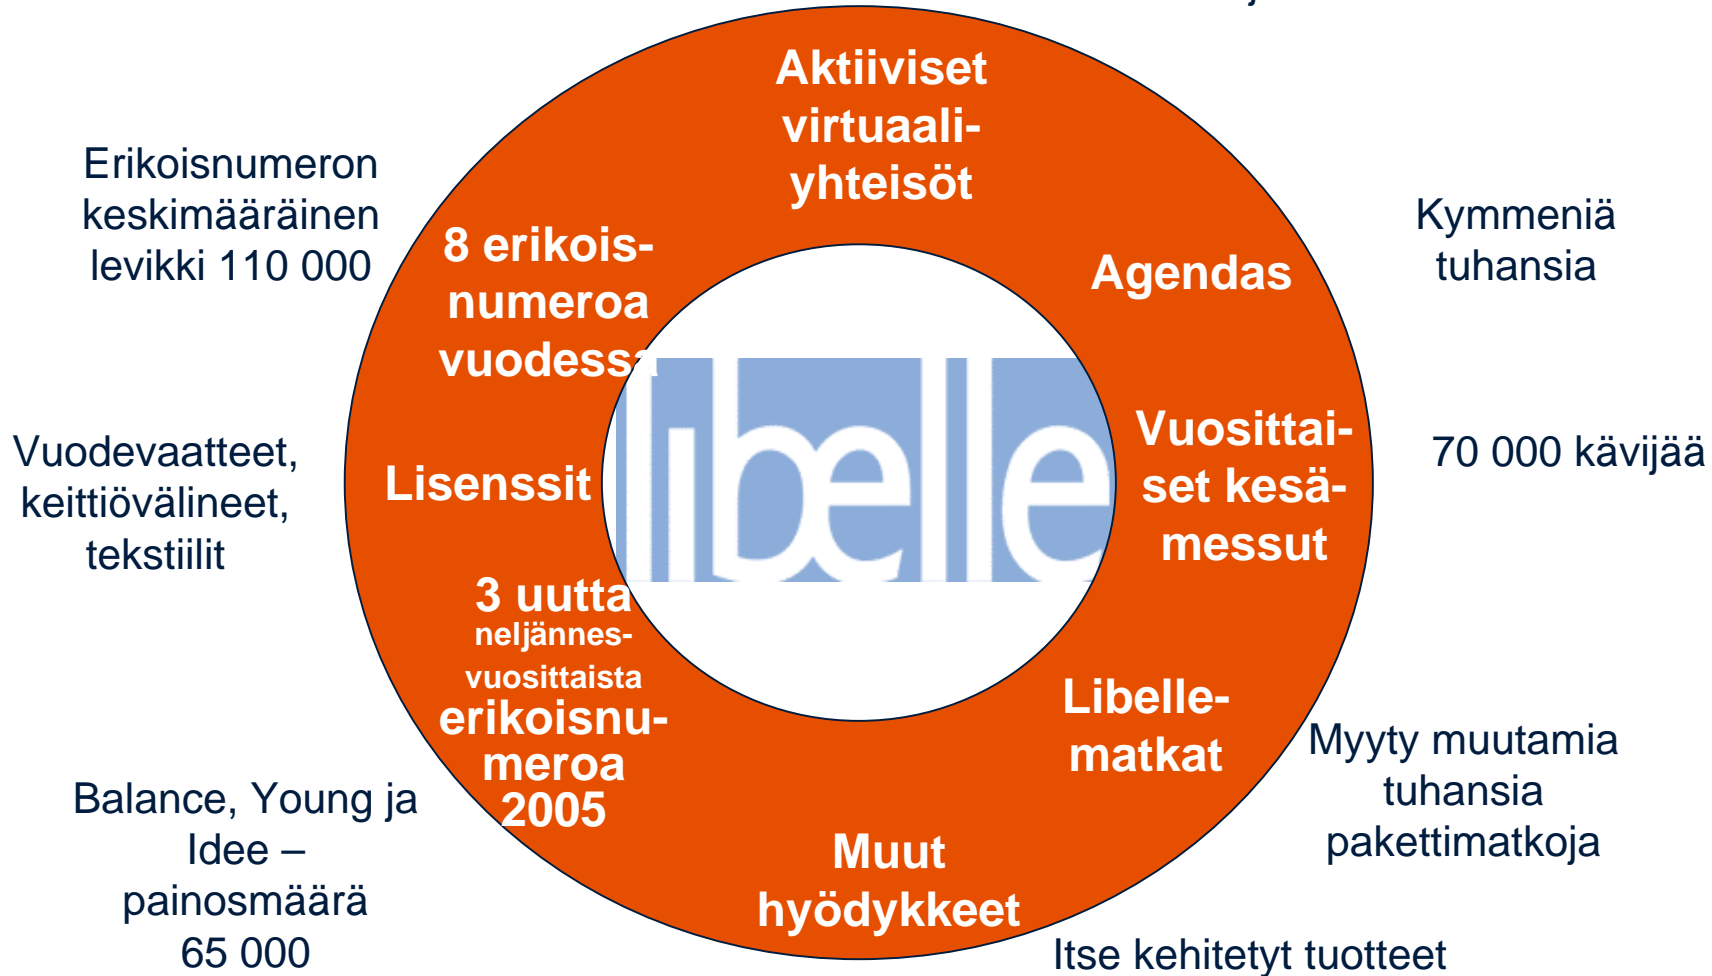 Aktiiviset
virtuaali-
yhteisöt
Agendas
Kymmeniä
tuhansia
Vuosittai-
set kesä-
messut
70 000 kävijää
Libelle-
matkat
Myyty muutamia
tuhansia
pakettimatkoja
Muut
hyödykkeet
Itse kehitetyt tuotteet
3 uutta
neljännes-
vuosittaista
erikoisnu-
meroa
2005
Balance, Young ja
Idee –
painosmäärä
65 000
Lisenssit
Vuodevaatteet,
keittiövälineet,
tekstiilit
8 erikois-
numeroa
vuodessa
Erikoisnumeron
keskimääräinen
levikki 110 000
libelle